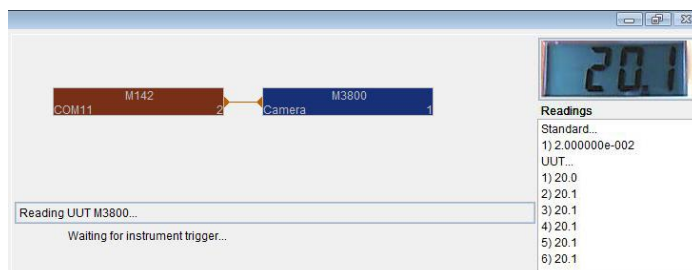 M142
COM11 2
M3800
Camera 1
Reading UUT M3800...
Waiting for instrument trigger...
20.1
Readings
Standard...
1) 2.000000e-002
UUT...
1) 20.0
2) 20.1
3) 20.1
4) 20.1
5) 20.1
6) 20.1